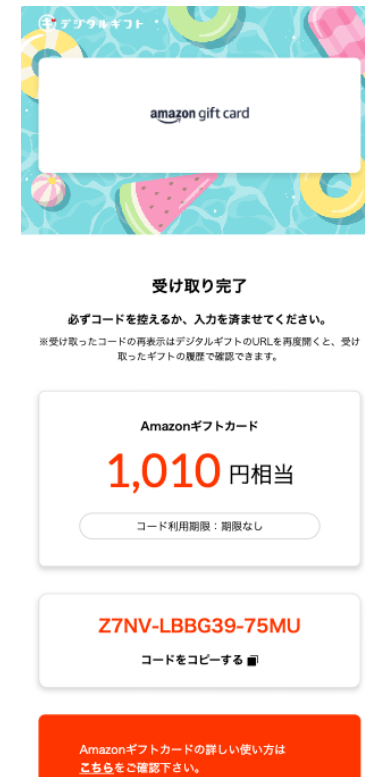 デジタルギフト
amazon gift card
受け取り完了
必ずコードを控えるか、入力を済ませてください。
※受け取ったコードの再表示はデジタルギフトのURLを再度開くと、受け
取ったギフトの履歴で確認できます。
Amazonギフトカード
1,010 円相当
コード利用期限：期限なし
Z7NV-LBBG39-75MU
コードをコピーする
Amazonギフトカードの詳しい使い方は
こちらをご確認下さい。